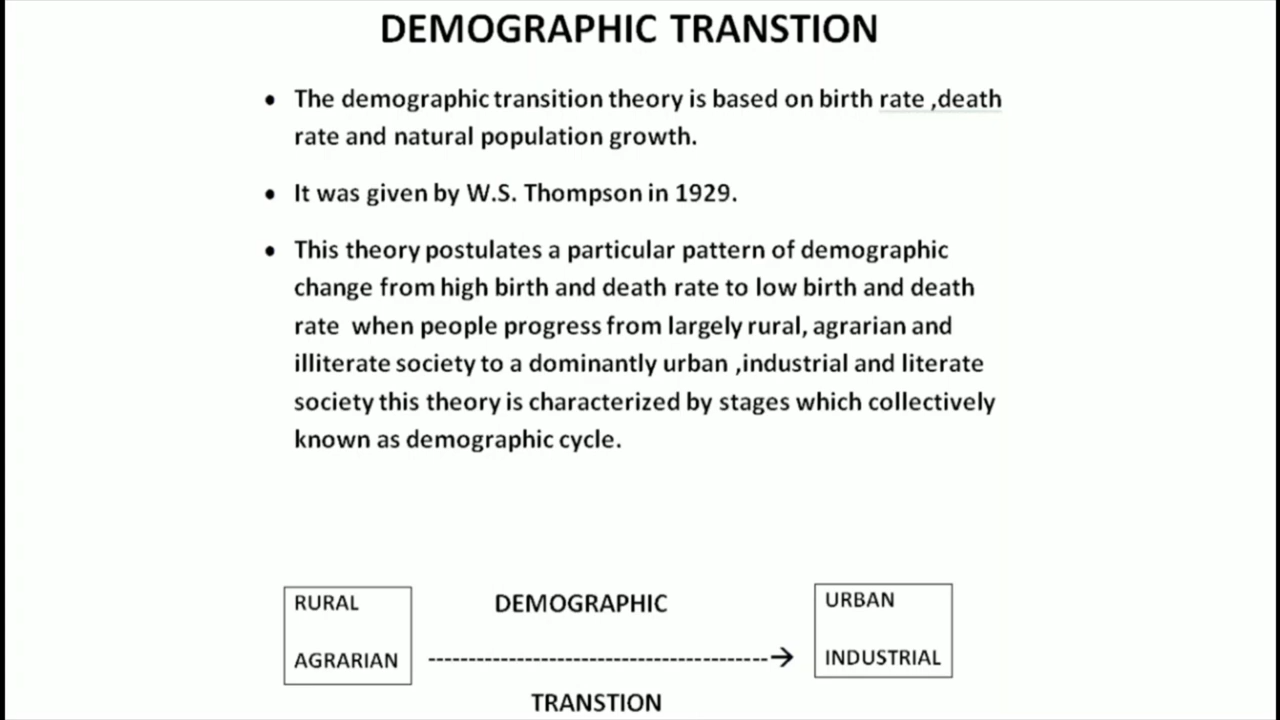 DEMOGRAPHIC TRANSTION
• The demographic transition theory is based on birth rate ,death
rate and natural population growth.
• It was given by W.S. Thompson in 1929.
• This theory postulates a particular pattern of demographic
change from high birth and death rate to low birth and death
rate when people progress from largely rural, agrarian and
illiterate society to a dominantly urban ,industrial and literate
society this theory is characterized by stages which collectively
known as demographic cycle.
RURAL
AGRARIAN
DEMOGRAPHIC
TRANSTION
URBAN
INDUSTRIAL